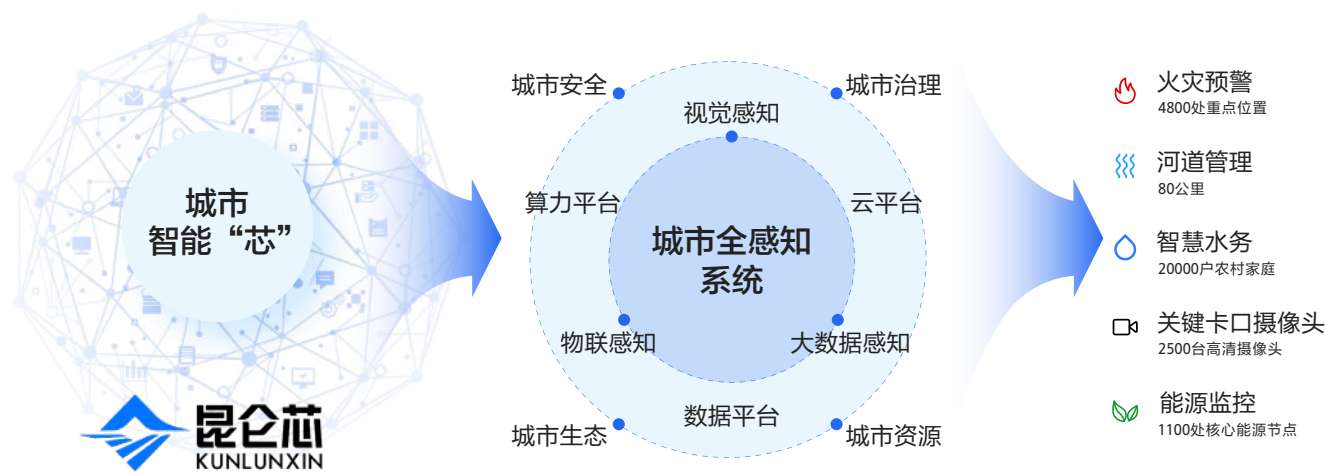 城市
智能“芯”
昆仑芯
KUNLUNXIN
城市安全
城市治理
视觉感知
算力平台
云平台
城市全感知
系统
物联感知
大数据感知
数据平台
城市生态
城市资源
火灾预警
4800处重点位置
河道管理
80公里
智慧水务
20000户农村家庭
关键卡口摄像头
2500台高清摄像头
能源监控
1100处核心能源节点